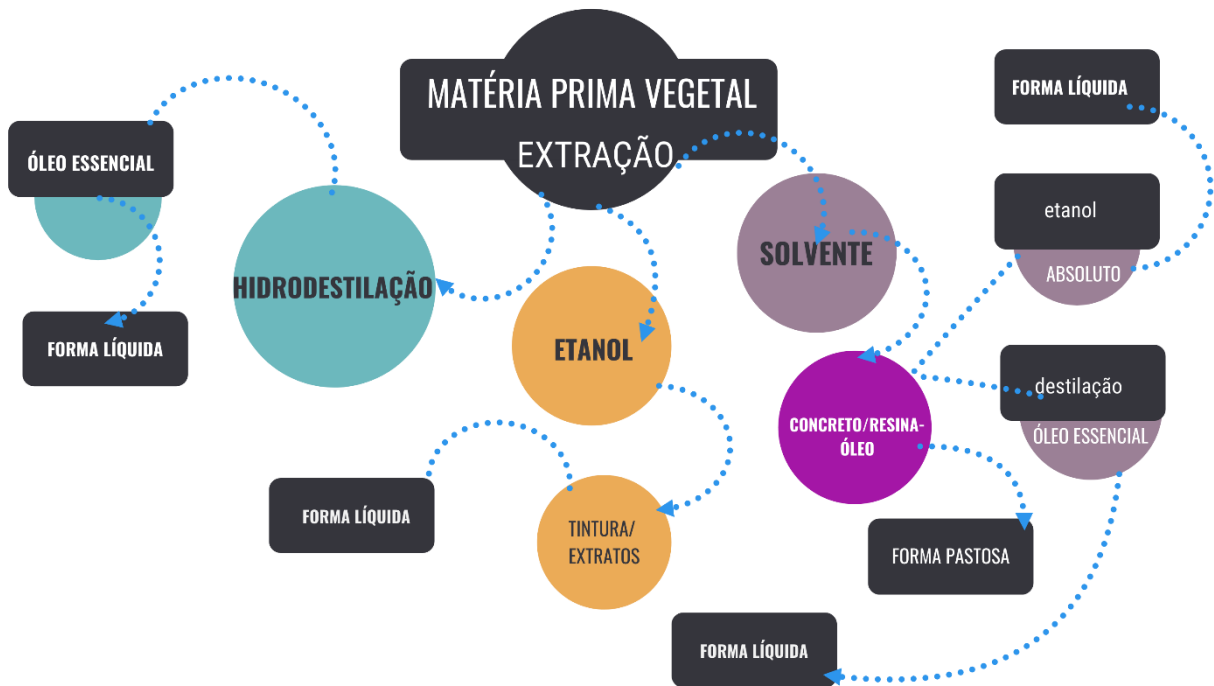 MATÉRIA PRIMA VEGETAL
EXTRAÇÃO
ÓLEO ESSENCIAL
FORMA LÍQUIDA
HIDRODESTILAÇÃO
ETANOL
TINTURA/
EXTRATOS
FORMA LÍQUIDA
SOLVENTE
CONCRETO/RESINA-
ÓLEO
FORMA PASTOSA
FORMA LÍQUIDA
etanol
ABSOLUTO
destilação
ÓLEO ESSENCIAL
FORMA LÍQUIDA